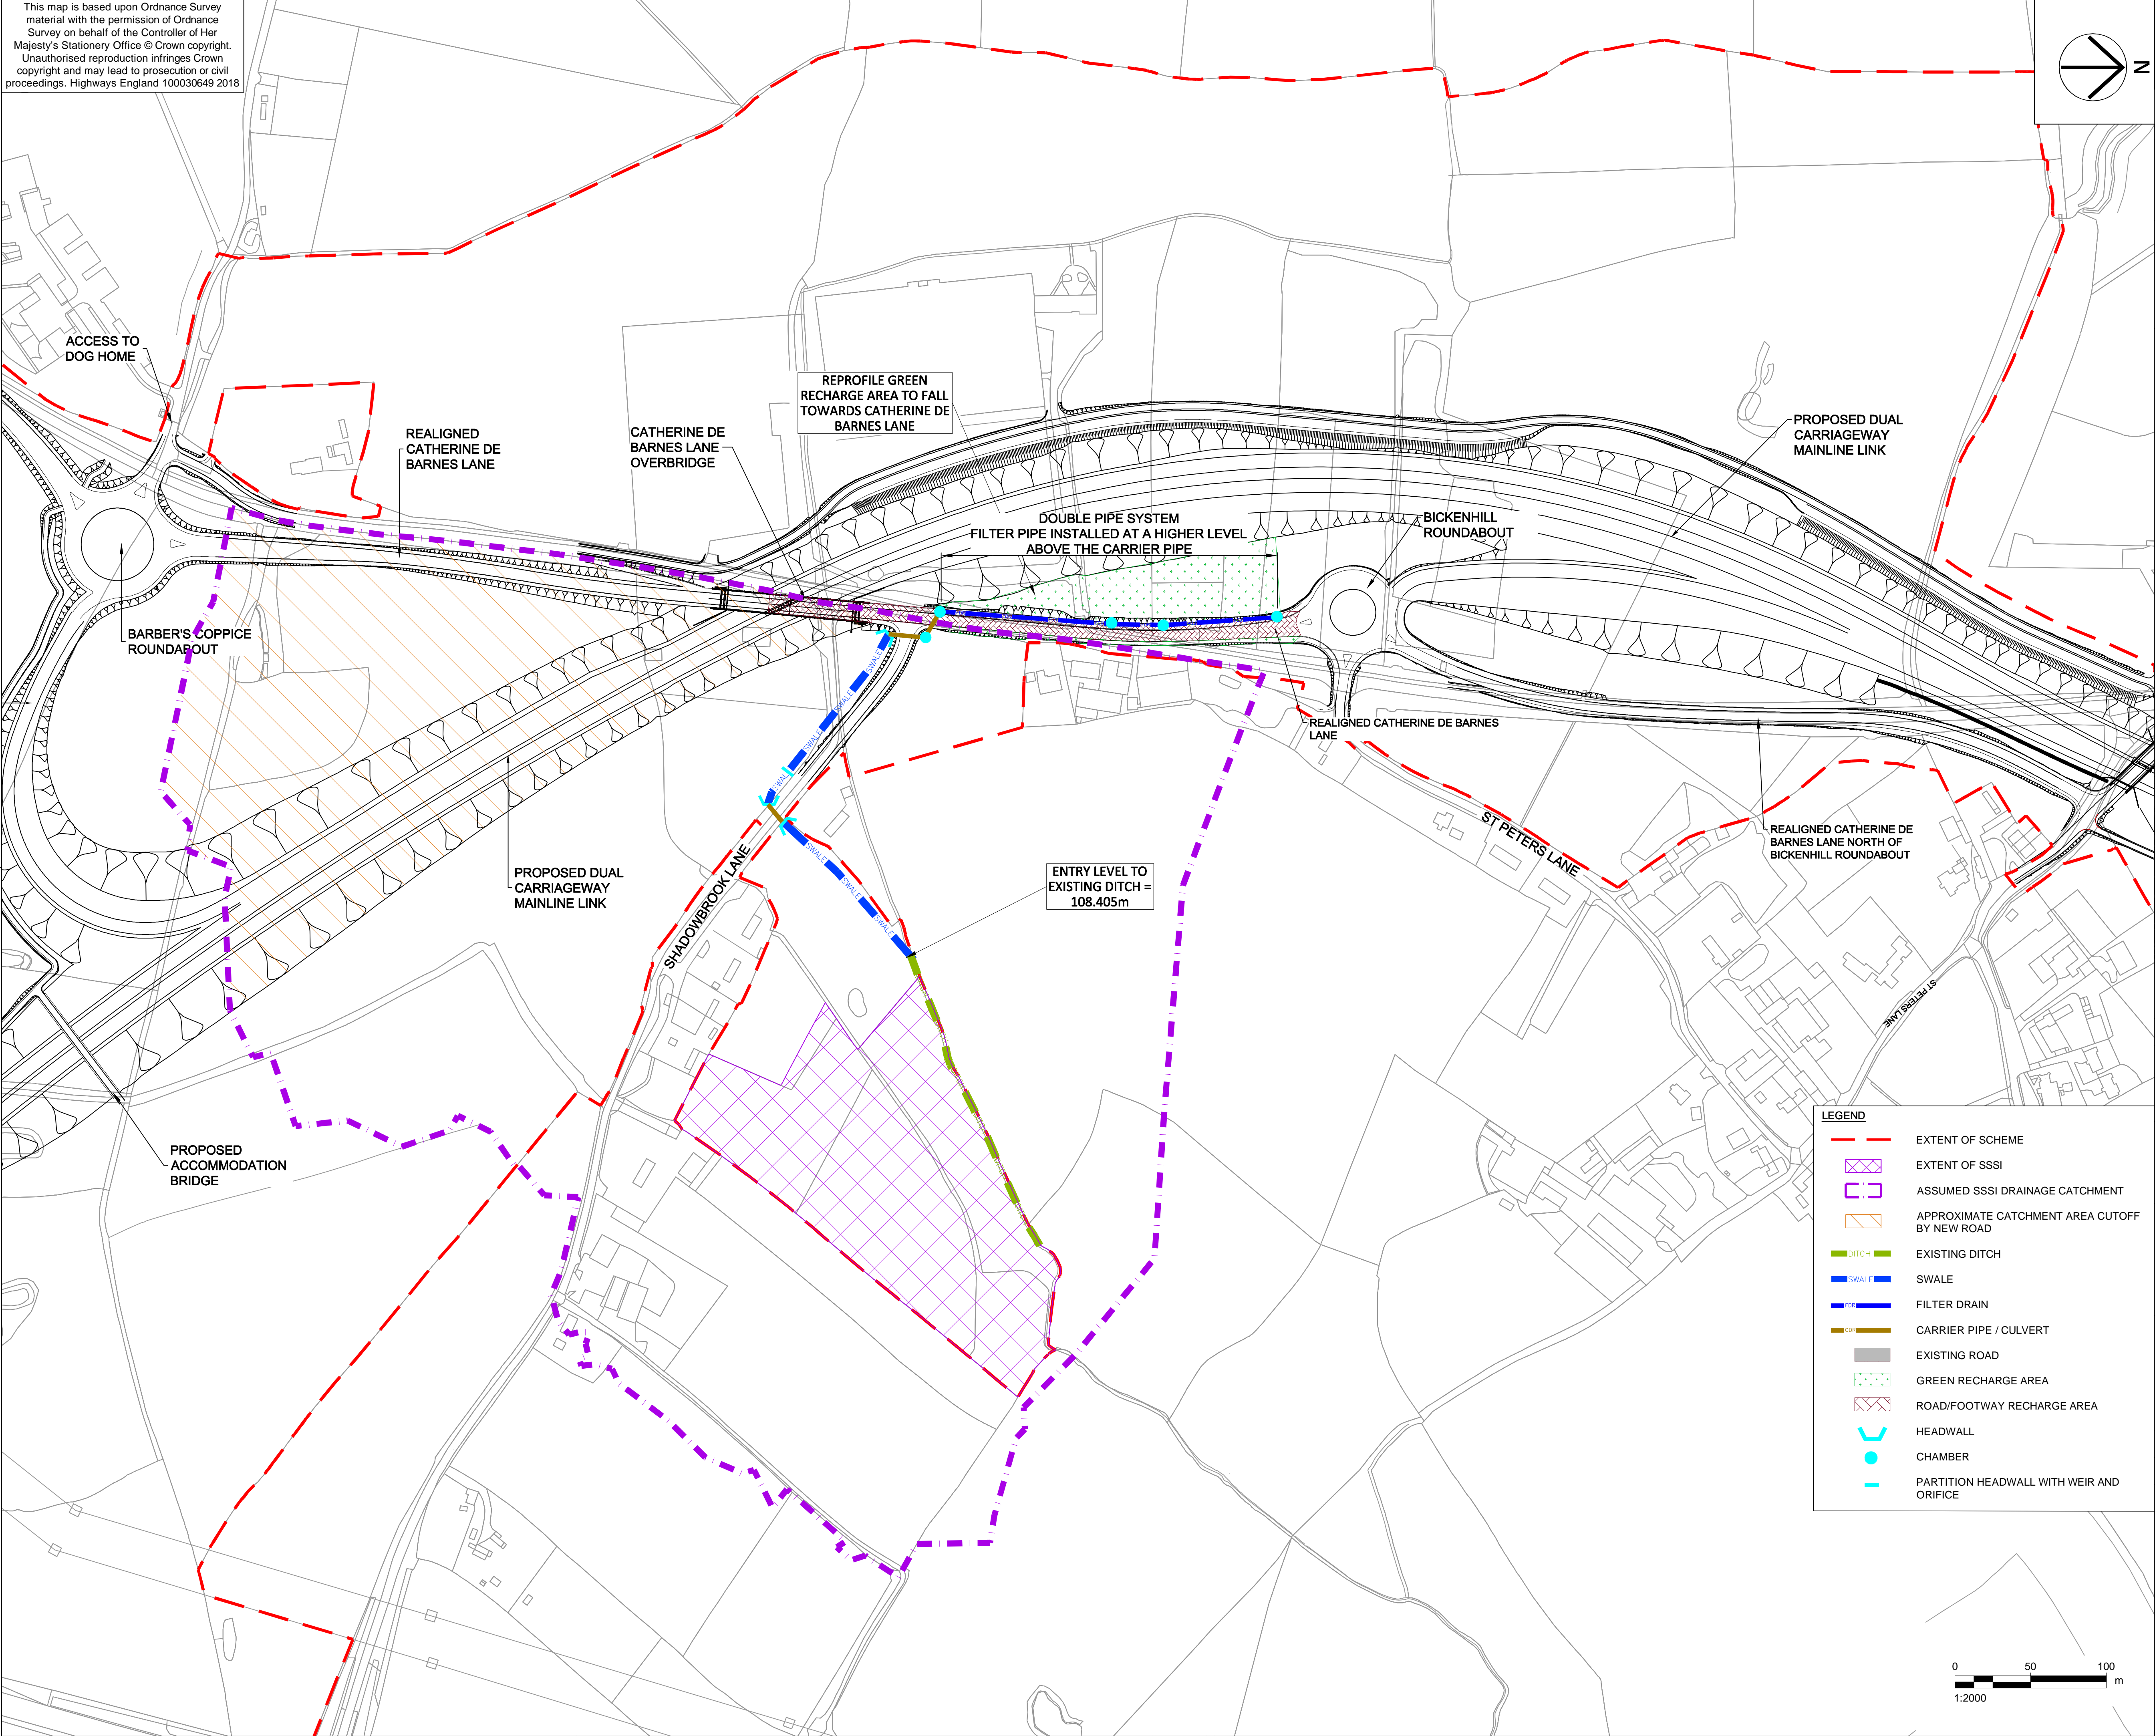 This map is based upon Ordnance Survey
material with the permission of Ordnance
Survey on behalf of the Controller of Her
Majesty's Stationery Office © Crown copyright.
Unauthorised reproduction infringes Crown
copyright and may lead to prosecution or civil
proceedings. Highways England 100030649 2018
N
ACCESS TO
DOG HOME
REALIGNED
CATHERINE DE
BARNES LANE
CATHERINE DE
BARNES LANE
OVERBRIDGE
REPROFILE GREEN
RECHARGE AREA TO FALL
TOWARDS CATHERINE DE
BARNES LANE
PROPOSED DUAL
CARRIAGEWAY
MAINLINE LINK
DOUBLE PIPE SYSTEM
FILTER PIPE INSTALLED AT A HIGHER LEVEL
ABOVE THE CARRIER PIPE
BICKENHILL
ROUNDABOUT
BARBER'S COPPICE
ROUNDABOUT
SWALE
SWALE
SWALE
SWALE
SWALE
REALIGNED CATHERINE DE BARNES
LANE
SWALE
SWALE
SWALE
ST PETERS LANE
REALIGNED CATHERINE DE
BARNES LANE NORTH OF
BICKENHILL ROUNDABOUT
PROPOSED DUAL
CARRIAGEWAY
MAINLINE LINK
SHADOWBROOK LANE
ENTRY LEVEL TO
EXISTING DITCH =
108.405m
ST PETERS LANE
PROPOSED
ACCOMMODATION
BRIDGE
LEGEND
EXTENT OF SCHEME
EXTENT OF SSSI
ASSUMED SSSI DRAINAGE CATCHMENT
APPROXIMATE CATCHMENT AREA CUTOFF
BY NEW ROAD
DITCH EXISTING DITCH
SWALE SWALE
FDR FILTER DRAIN
CDR CARRIER PIPE / CULVERT
EXISTING ROAD
GREEN RECHARGE AREA
ROAD/FOOTWAY RECHARGE AREA
HEADWALL
CHAMBER
PARTITION HEADWALL WITH WEIR AND
ORIFICE
0 50 100
m
1:2000